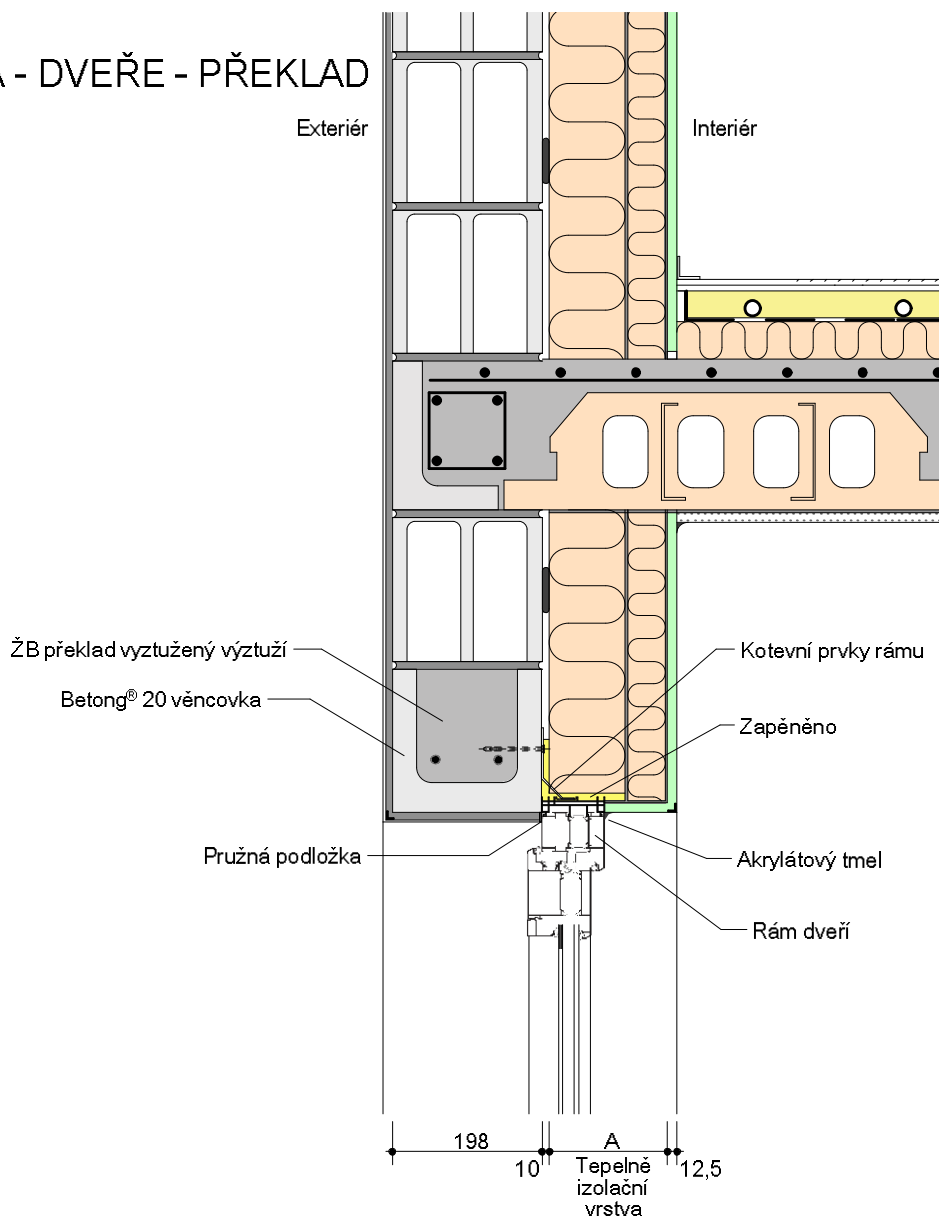 - DVEŘE - PŘEKLAD
Exteriér
Interiér
ŽB překlad vyztužený výztuží
Kotevní prvky rámu
Betong® 20 věncovka
Zapěněno
Pružná podložka
Akrylátový tmel
Rám dveří
198
A
10
12,5
Tepelně
izolační
vrstva